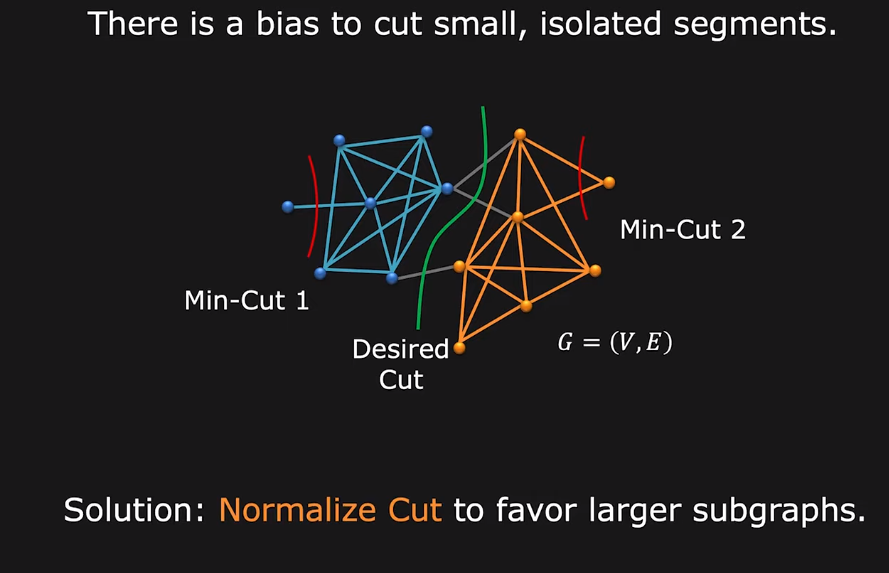 There is a bias to cut small, isolated segments.
Min-Cut 2
Min-Cut 1
G = (V, E)
Desired
Cut
Solution: Normalize Cut to favor larger subgraphs.